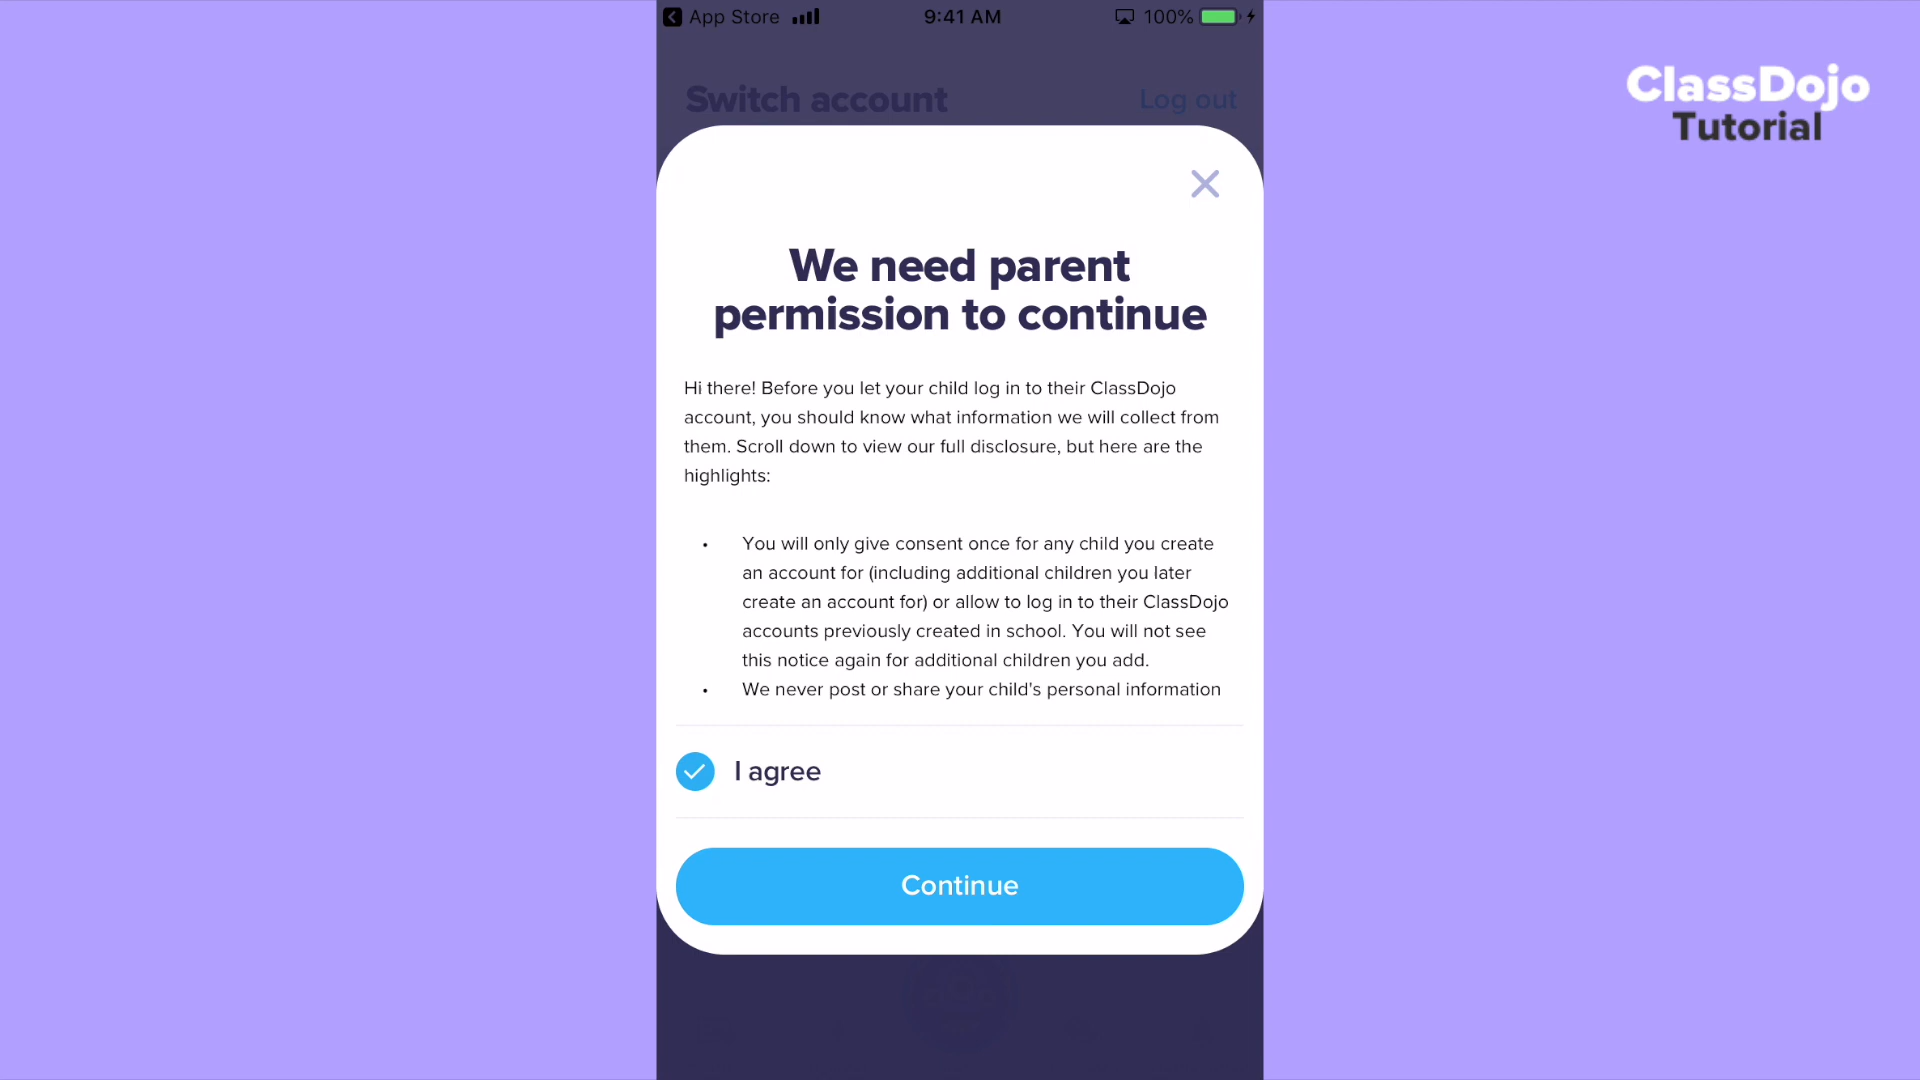 App Store 9:41 AM 100%
ClassDojo
Tutorial
Switch account Log out
We need parent
permission to continue
Hi there! Before you let your child log in to their ClassDojo
account, you should know what information we will collect from
them. Scroll down to view our full disclosure, but here are the
highlights:
• You will only give consent once for any child you create
an account for (including additional children you later
create an account for) or allow to log in to their ClassDojo
accounts previously created in school. You will not see
this notice again for additional children you add.
• We never post or share your child's personal information
I agree
Continue